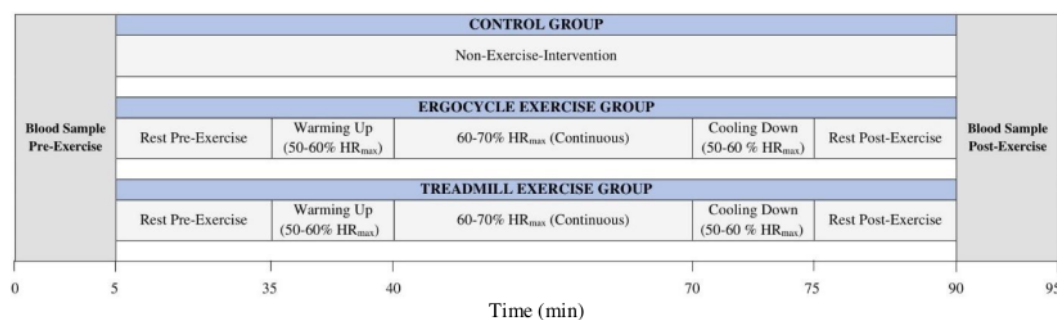 CONTROL GROUP
Non-Exercise-Intervention
Blood Sample
Pre-Exercise
ERGOCYCLE EXERCISE GROUP
Rest Pre-Exercise
Warming Up
(50-60% HRmax)
60-70% HRmax (Continuous)
Cooling Down
(50-60 % HRmax)
Rest Post-Exercise
Blood Sample
Post-Exercise
TREADMILL EXERCISE GROUP
Rest Pre-Exercise
Warming Up
(50-60% HRmax)
60-70% HRmax (Continuous)
Cooling Down
(50-60 % HRmax)
Rest Post-Exercise
0 5 35 40 70 75 90 95
Time (min)